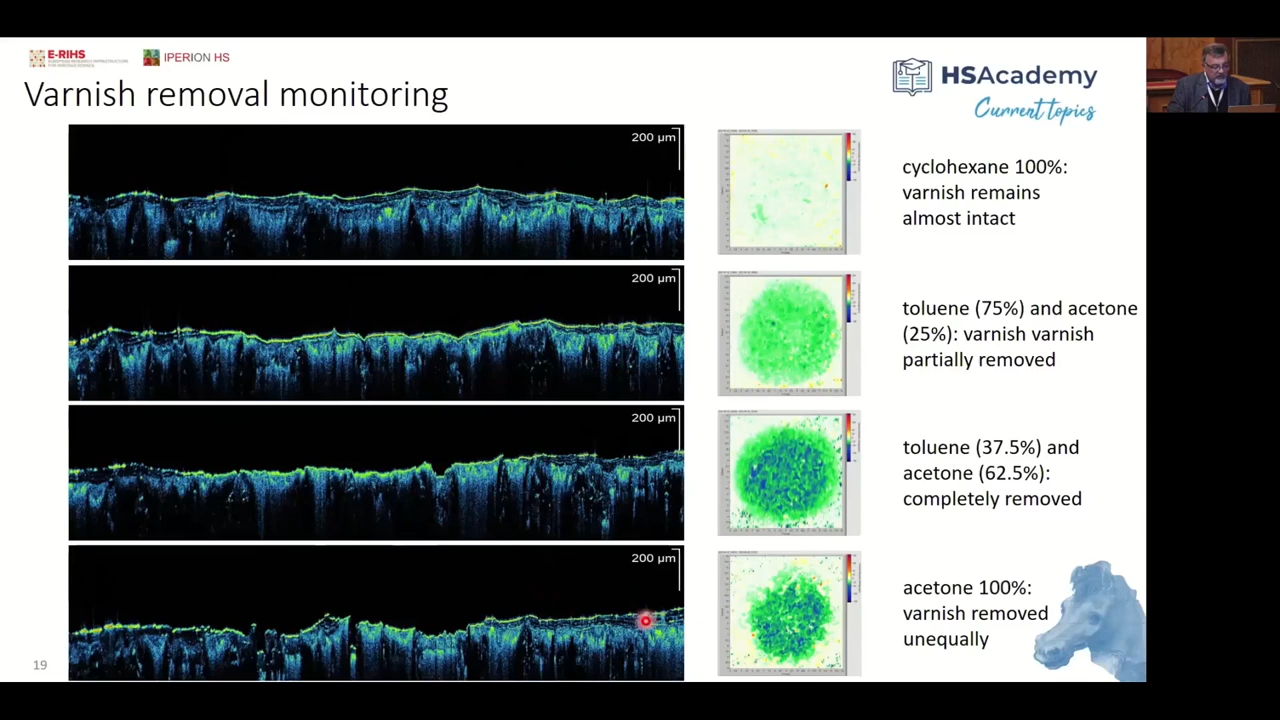 E-RIHS
IPERION HS
Varnish removal monitoring
HSAcademy
Current topics
200 µm
cyclohexane 100%:
varnish remains
almost intact
200 µm
toluene (75%) and acetone
(25%): varnish varnish
partially removed
200 µm
toluene (37.5%) and
acetone (62.5%):
completely removed
200 µm
acetone 100%:
varnish removed
unequally
19